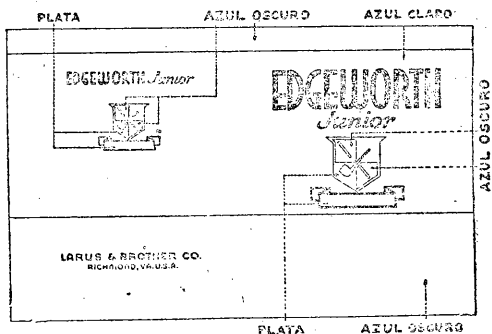 PLATA AZUL OSCURO AZUL CLARO
EDGEWORTH Junior
EDGEWORTH
Junior
AZUL OSCURO
LARUS & BROTHER CO.
RICHMOND, VA. U.S.A.
PLATA AZUL OSCURO